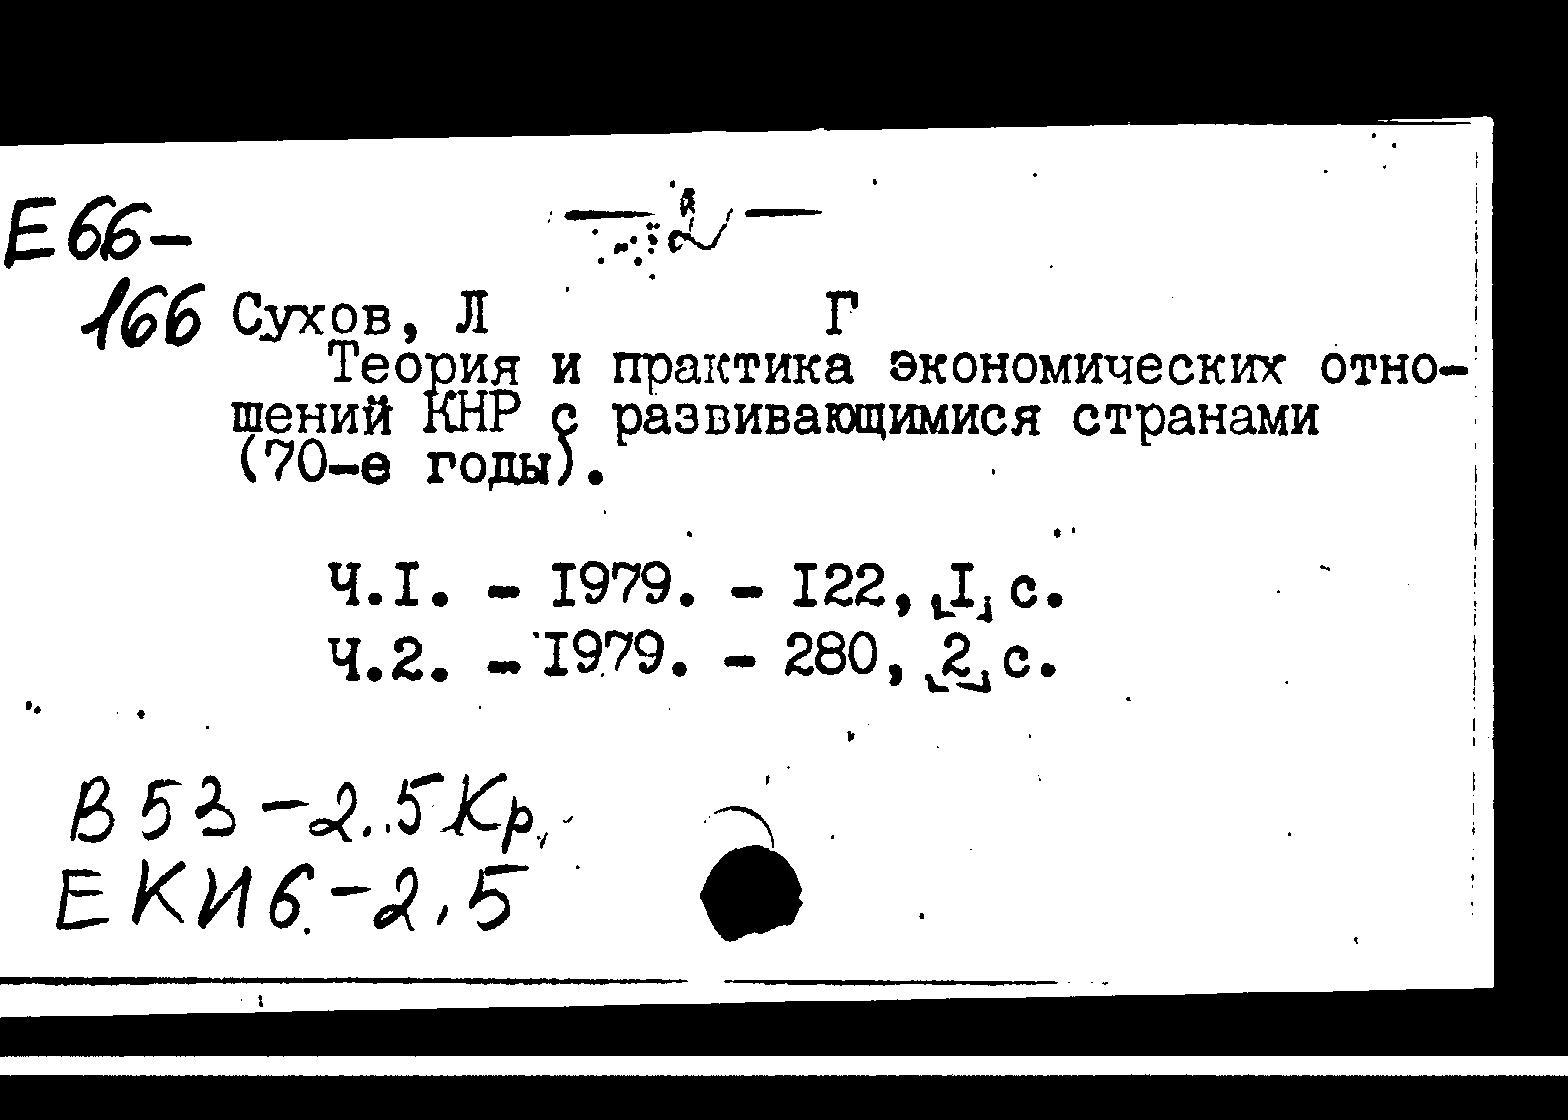 — 2 —
Е66-
166 Сухов, Л Г
Теория и практика экономических отно-
шений КНР с развивающимися странами
(70-е годы).
Ч.I. - I979. - I22, [I] с.
Ч.2. - I979. - 280, [2] с.
В53-2.5Кр
ЕКИ6-2.5